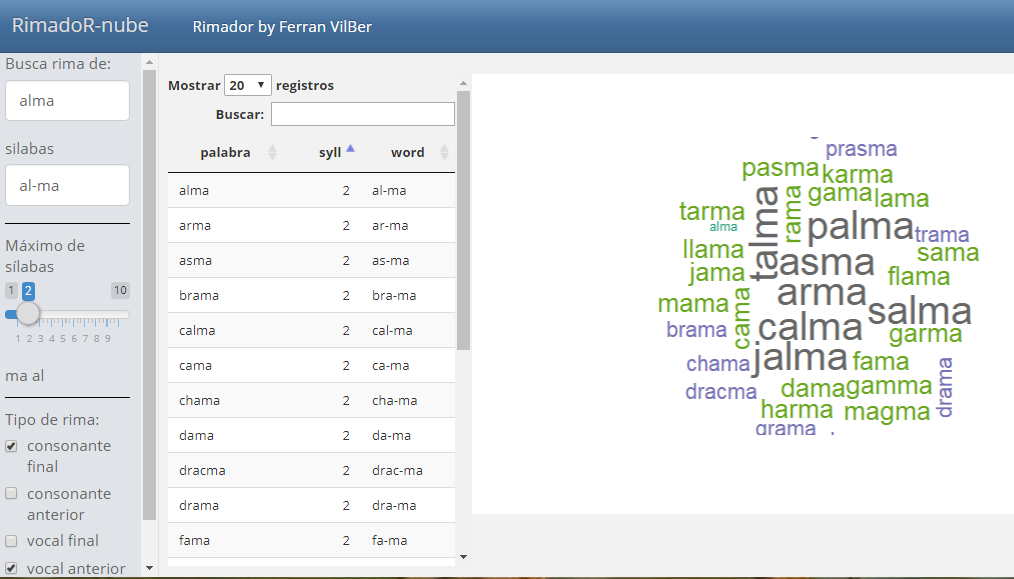 RimadoR-nube
Rimador by Ferran VilBer
Busca rima de:
alma
silabas
al-ma
Máximo de
sílabas
1 2 10
1 2 3 4 5 6 7 8 9
ma al
Tipo de rima:
consonante
final
consonante
anterior
vocal final
vocal anterior
Mostrar 20 registros
Buscar:
palabra syll word
alma 2 al-ma
arma 2 ar-ma
asma 2 as-ma
brama 2 bra-ma
calma 2 cal-ma
cama 2 ca-ma
chama 2 cha-ma
dama 2 da-ma
dracma 2 drac-ma
drama 2 dra-ma
fama 2 fa-ma
prasma
pasma karma
gama lama
rama
talma
tarma
alma
palma
trama
llama
asma
sama
jama
flama
arma
mama
cama
salma
brama
calma
garma
chama
jalma
fama
dracma
dama gamma
drama
harma magma
grama